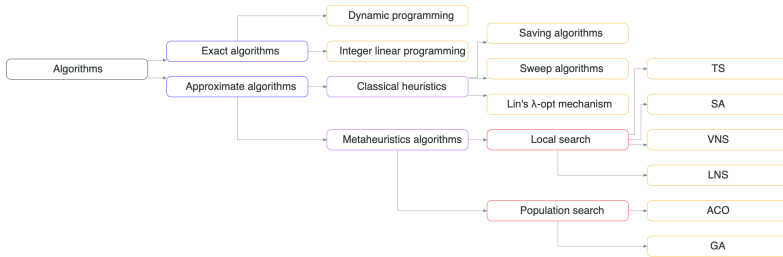 Algorithms
Exact algorithms
Dynamic programming
Integer linear programming
Approximate algorithms
Classical heuristics
Saving algorithms
Sweep algorithms
Lin's λ-opt mechanism
Metaheuristics algorithms
Local search
TS
SA
VNS
LNS
Population search
ACO
GA